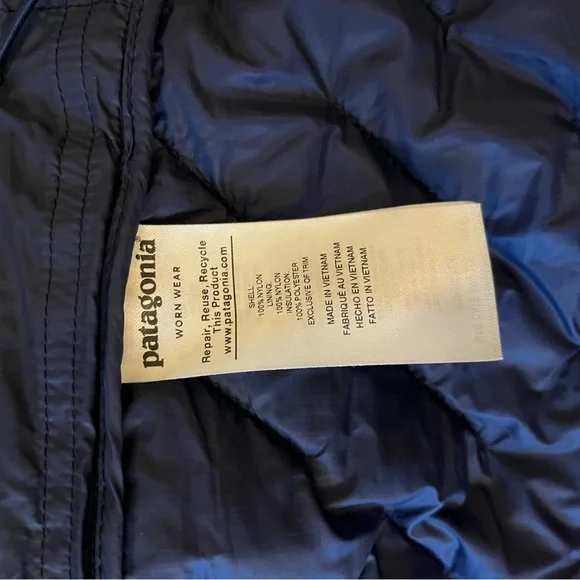 patagonia®
WORN WEAR
Repair, Reuse, Recycle
This Product
www.patagonia.com
SHELL:
100% NYLON
LINING:
100% NYLON
INSULATION:
100% POLYESTER
EXCLUSIVE OF TRIM
MADE IN VIETNAM
FABRIQUÉ AU VIETNAM
HECHO EN VIETNAM
FATTO IN VIETNAM